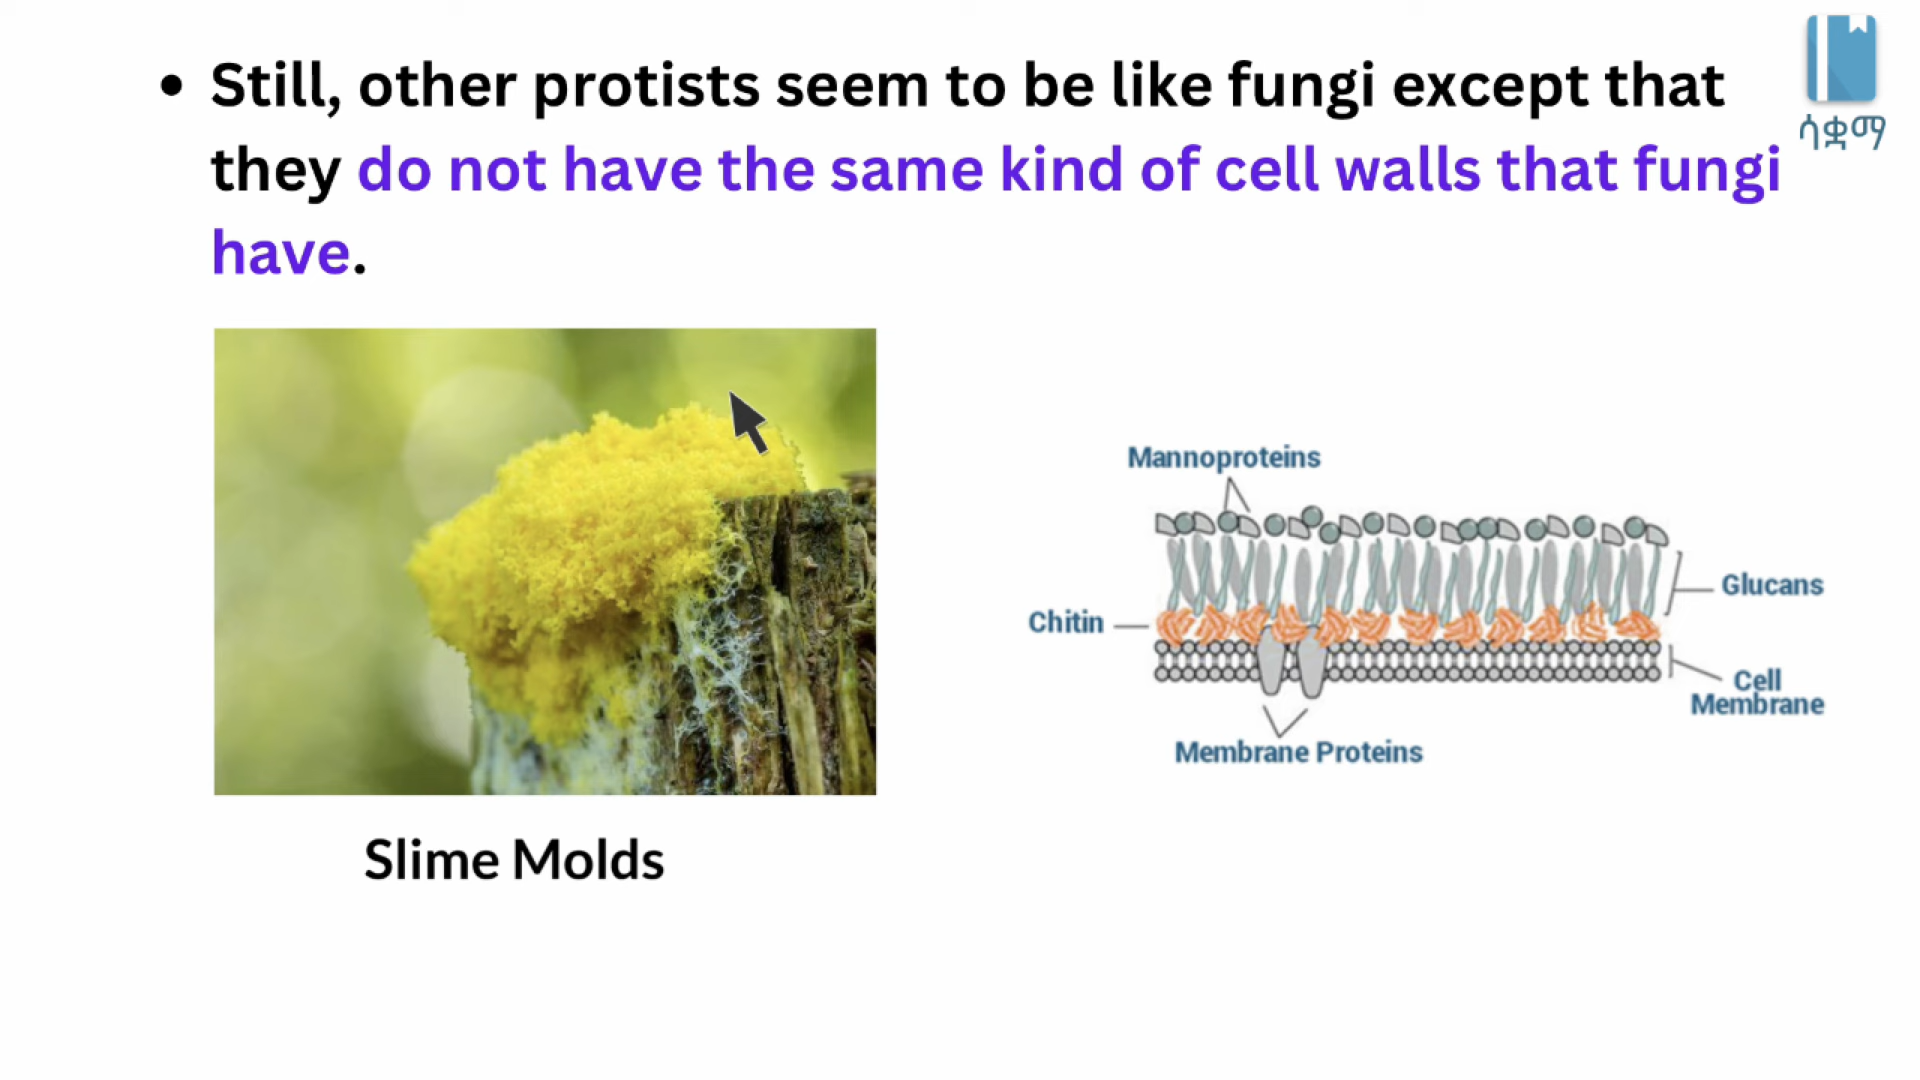 • Still, other protists seem to be like fungi except that
they do not have the same kind of cell walls that fungi
have.
ሳቋማ
Mannoproteins
Glucans
Chitin
Cell
Membrane
Membrane Proteins
Slime Molds